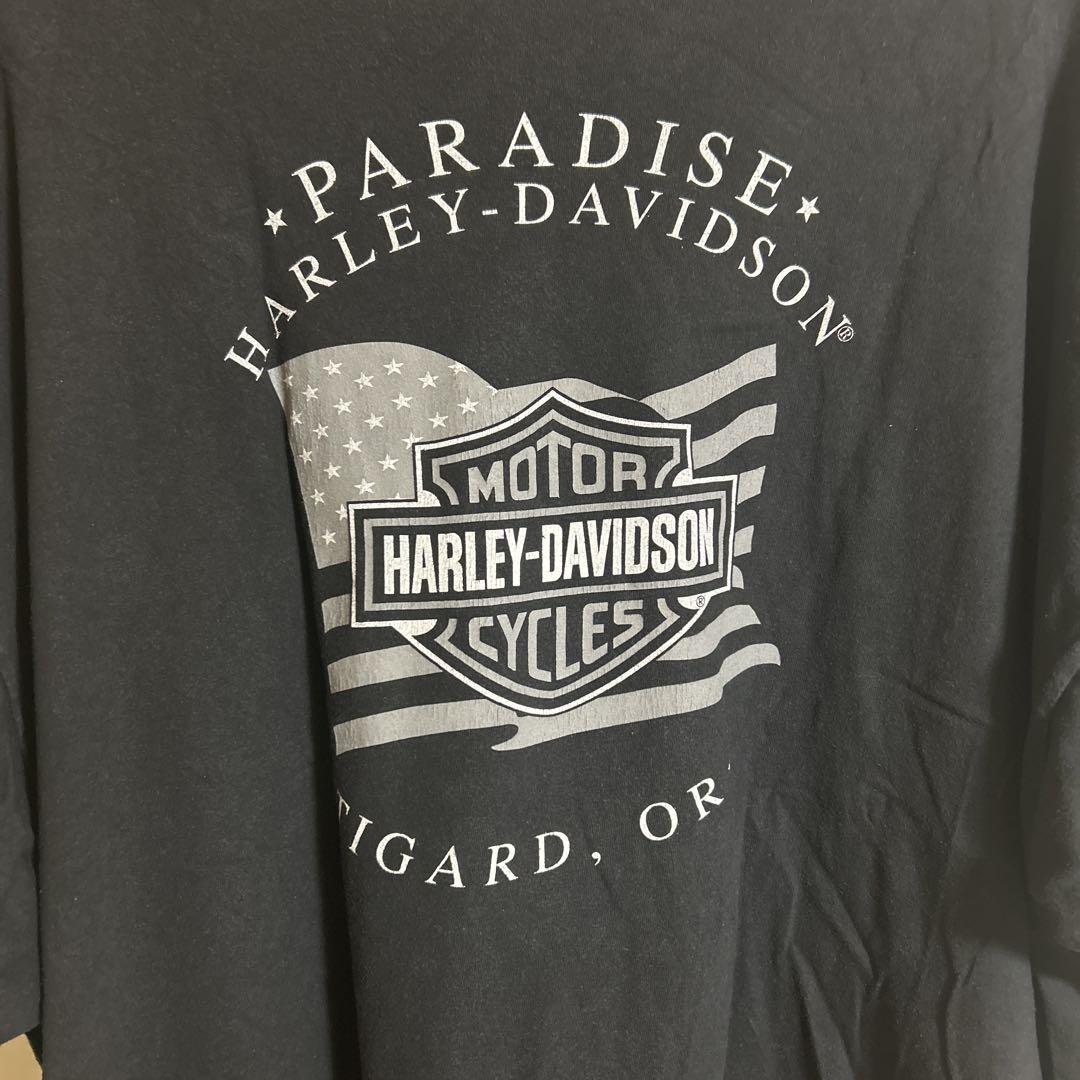 PARADISE
HARLEY-DAVIDSON®
MOTOR
HARLEY-DAVIDSON
CYCLES ®
TIGARD, OR